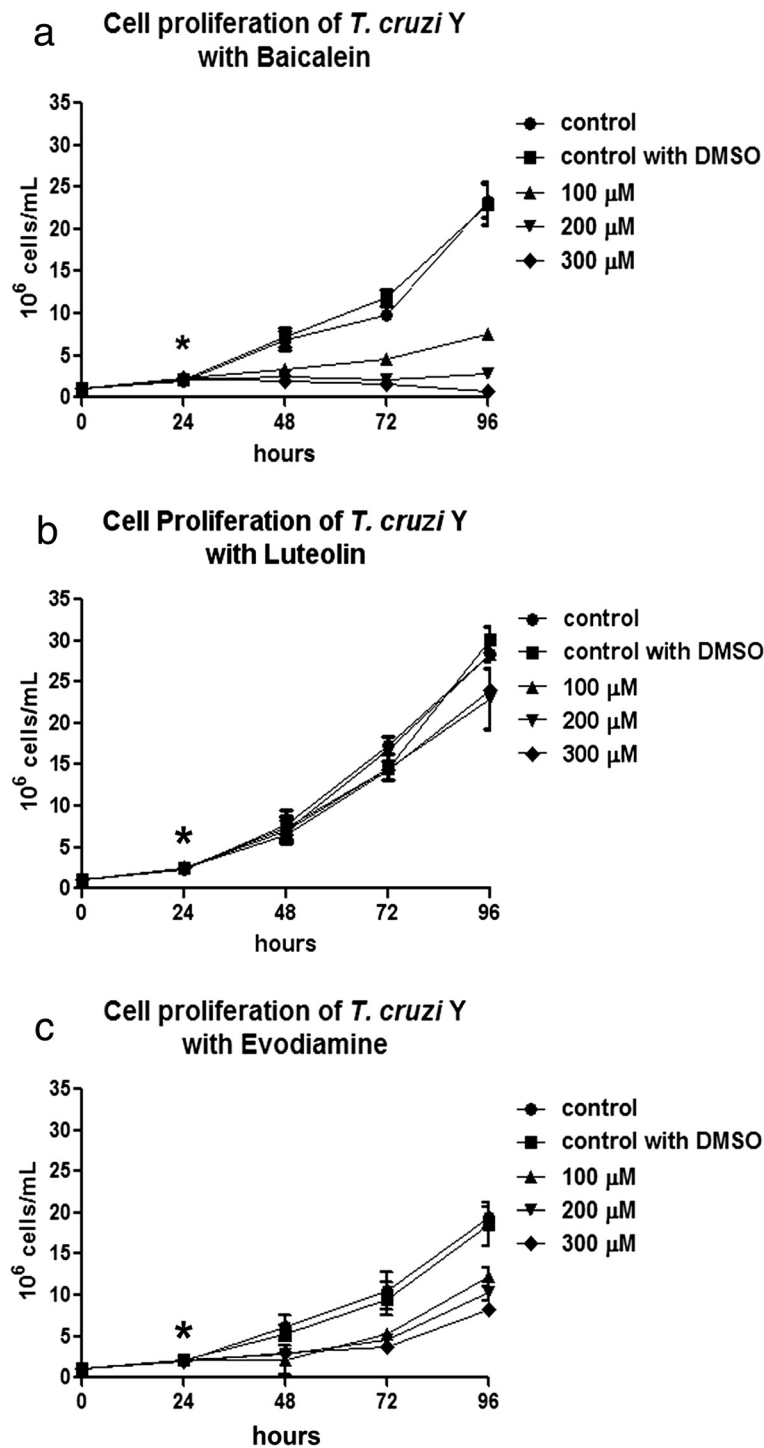 a
Cell proliferation of T. cruzi Y
with Baicalein
35
30
25
20
15
10
5
0
10⁶ cells/mL
*
0 24 48 72 96
hours
control
control with DMSO
100 µM
200 µM
300 µM
b
Cell Proliferation of T. cruzi Y
with Luteolin
35
30
25
20
15
10
5
0
10⁶ cells/mL
*
0 24 48 72 96
hours
control
control with DMSO
100 µM
200 µM
300 µM
c
Cell proliferation of T. cruzi Y
with Evodiamine
35
30
25
20
15
10
5
0
10⁶ cells/mL
*
0 24 48 72 96
hours
control
control with DMSO
100 µM
200 µM
300 µM